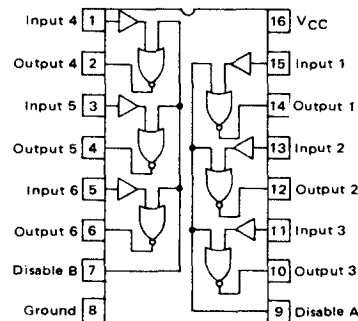 Input 4 1
Output 4 2
Input 5 3
Output 5 4
Input 6 5
Output 6 6
Disable B 7
Ground 8
16 VCC
15 Input 1
14 Output 1
13 Input 2
12 Output 2
11 Input 3
10 Output 3
9 Disable A